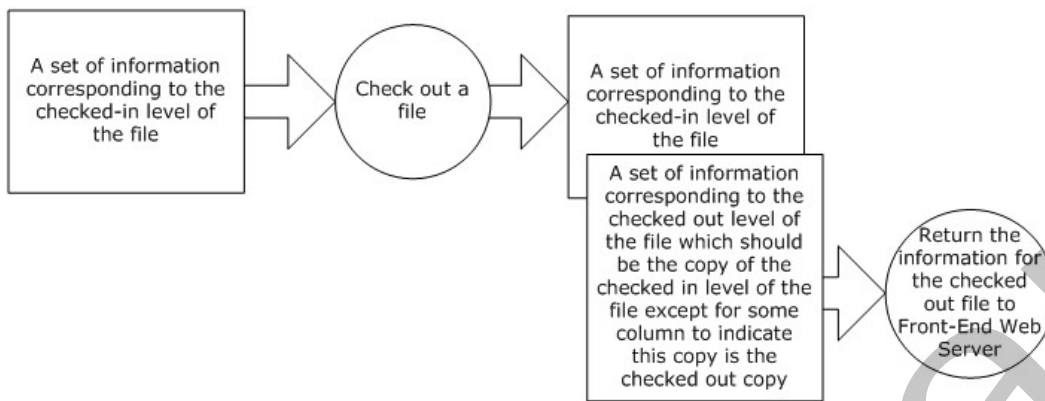 A set of information
corresponding to the
checked-in level of
the file
Check out a
file
A set of information
corresponding to the
checked-in level of
the file
A set of information
corresponding to the
checked out level of
the file which should
be the copy of the
checked in level of the
file except for some
column to indicate
this copy is the
checked out copy
Return the
information for
the checked
out file to
Front-End Web
Server